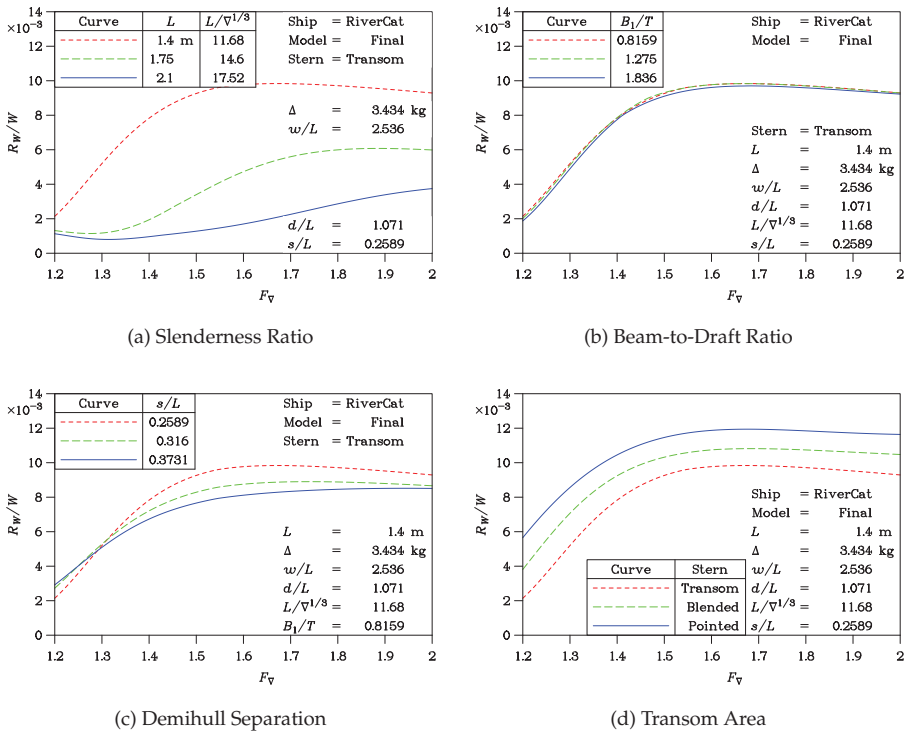 14
×10⁻³
12
10
8
6
4
2
0
R_W/W
Curve L L/∇^1/3
1.4 m 11.68
1.75 14.6
2.1 17.52
Ship = RiverCat
Model = Final
Stern = Transom
Δ = 3.434 kg
w/L = 2.536
d/L = 1.071
s/L = 0.2589
1.2 1.3 1.4 1.5 1.6 1.7 1.8 1.9 2
F_∇
(a) Slenderness Ratio
14
×10⁻³
12
10
8
6
4
2
0
R_W/W
Curve B₁/T
0.8159
1.275
1.836
Ship = RiverCat
Model = Final
Stern = Transom
L = 1.4 m
Δ = 3.434 kg
w/L = 2.536
d/L = 1.071
L/∇^1/3 = 11.68
s/L = 0.2589
1.2 1.3 1.4 1.5 1.6 1.7 1.8 1.9 2
F_∇
(b) Beam-to-Draft Ratio
14
×10⁻³
12
10
8
6
4
2
0
R_W/W
Curve s/L
0.2589
0.316
0.3731
Ship = RiverCat
Model = Final
Stern = Transom
L = 1.4 m
Δ = 3.434 kg
w/L = 2.536
d/L = 1.071
L/∇^1/3 = 11.68
B₁/T = 0.8159
1.2 1.3 1.4 1.5 1.6 1.7 1.8 1.9 2
F_∇
(c) Demihull Separation
14
×10⁻³
12
10
8
6
4
2
0
R_W/W
Ship = RiverCat
Model = Final
L = 1.4 m
Δ = 3.434 kg
w/L = 2.536
d/L = 1.071
L/∇^1/3 = 11.68
s/L = 0.2589
Curve Stern
Transom
Blended
Pointed
1.2 1.3 1.4 1.5 1.6 1.7 1.8 1.9 2
F_∇
(d) Transom Area